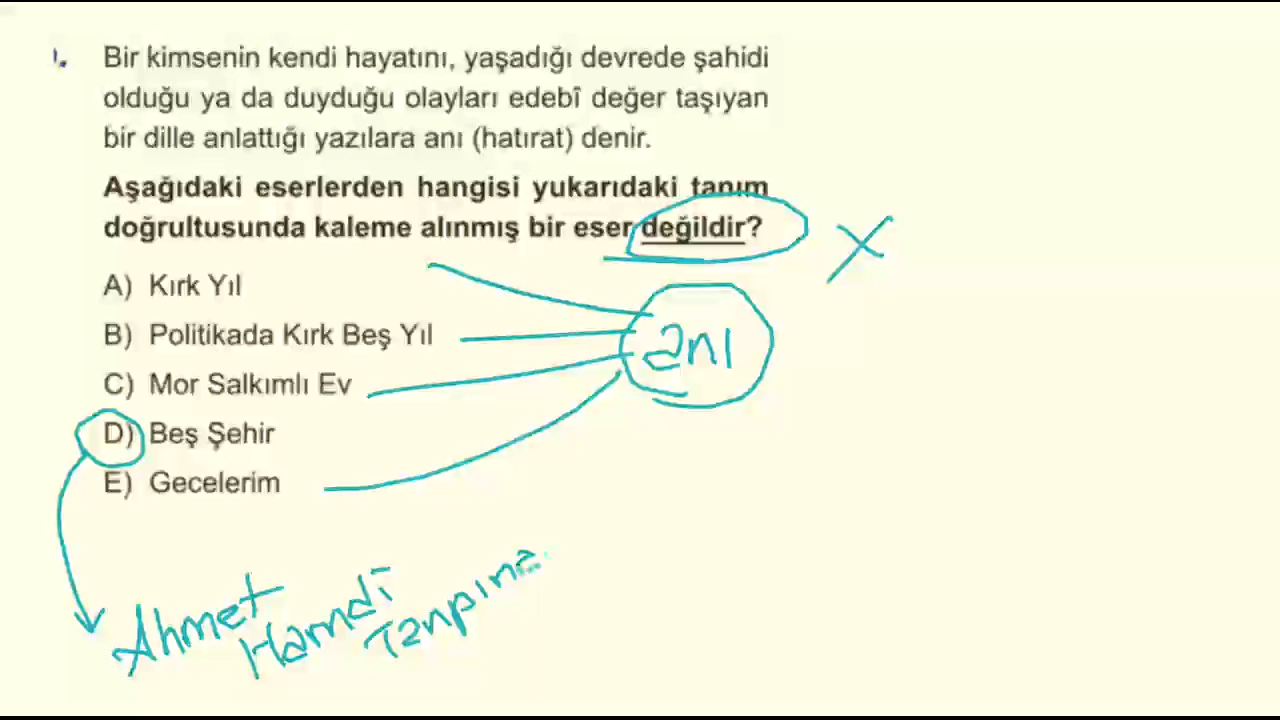 1. Bir kimsenin kendi hayatını, yaşadığı devrede şahidi
olduğu ya da duyduğu olayları edebî değer taşıyan
bir dille anlattığı yazılara anı (hatırat) denir.
Aşağıdaki eserlerden hangisi yukarıdaki tanım
doğrultusunda kaleme alınmış bir eser değildir?
A) Kırk Yıl
B) Politikada Kırk Beş Yıl
anı
C) Mor Salkımlı Ev
D) Beş Şehir
E) Gecelerim
Ahmet
Hamdi
Tanpına